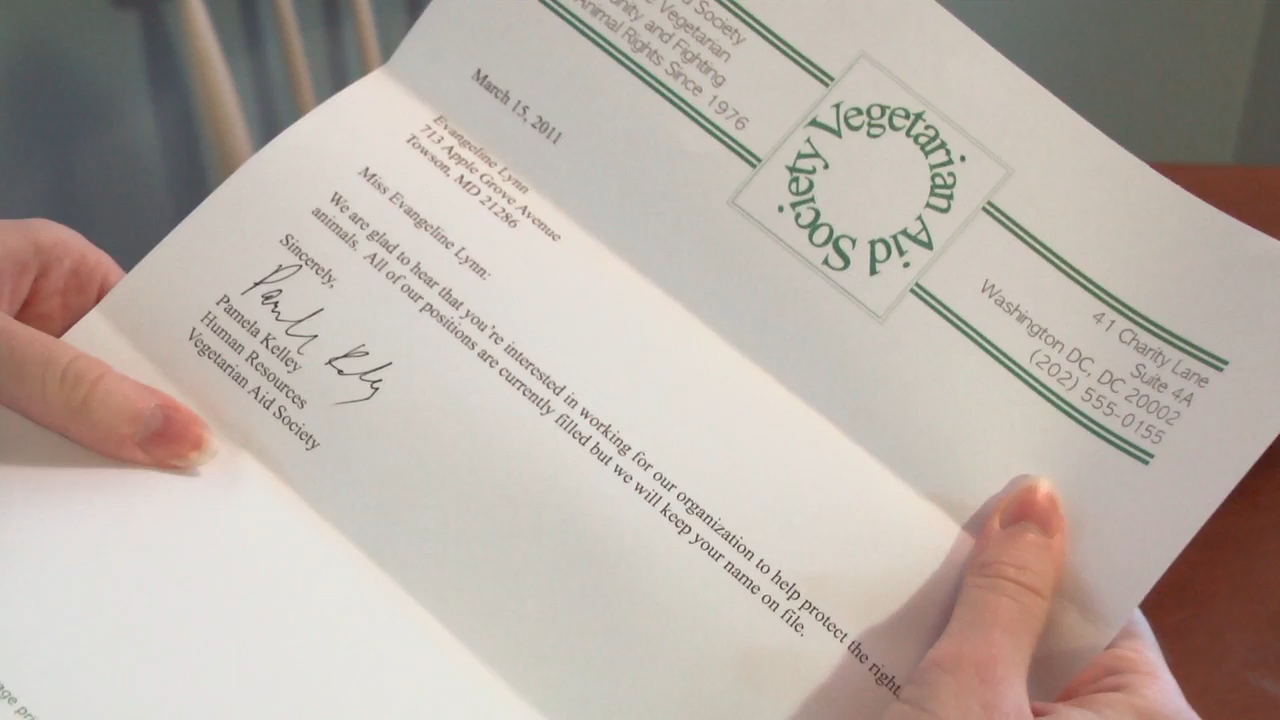 d Society
Vegetarian
and Fighting
Animal Rights Since 1976
Vegetarian Aid Society
41 Charity Lane
Suite 4A
Washington DC, DC 20002
(202) 555-0155
March 15, 2011
Evangeline Lynn
713 Apple Grove Avenue
Towson, MD 21286
Miss Evangeline Lynn:
We are glad to hear that you're interested in working for our organization to help protect the right
animals. All of our positions are currently filled but we will keep your name on file.
Sincerely,
Pamela Kelley
Human Resources
Vegetarian Aid Society